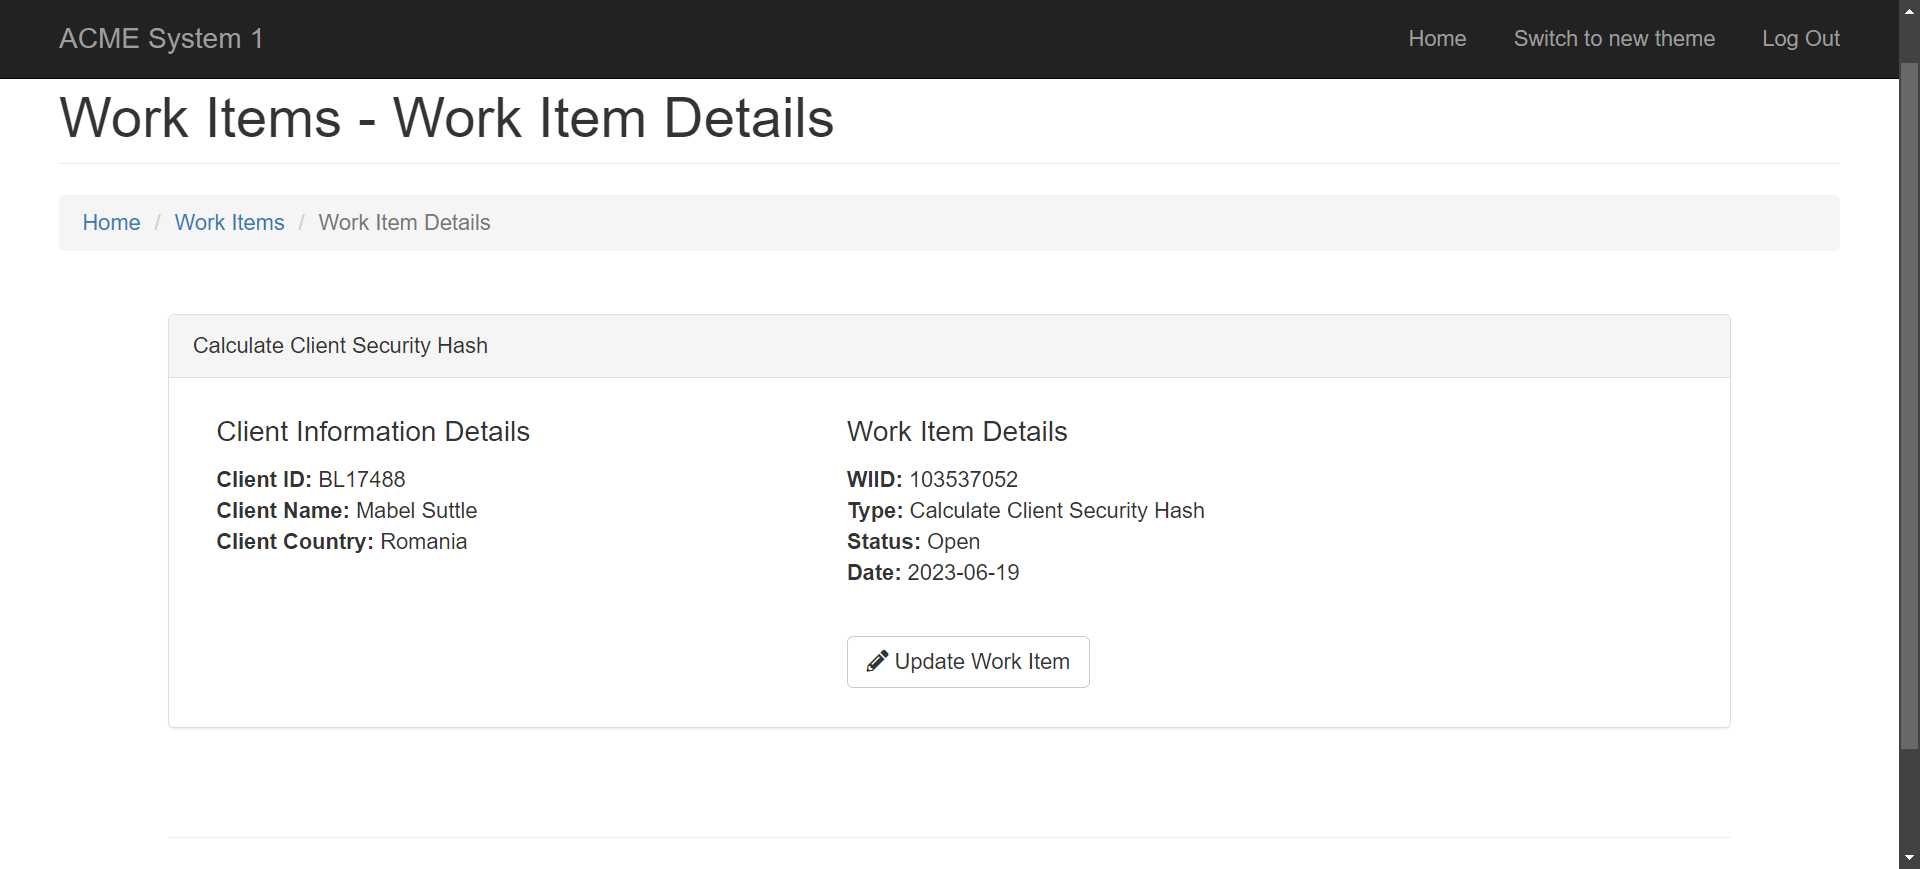 ACME System 1
Home
Switch to new theme
Log Out
Work Items - Work Item Details
Home / Work Items / Work Item Details
Calculate Client Security Hash
Client Information Details
Client ID: BL17488
Client Name: Mabel Suttle
Client Country: Romania
Work Item Details
WIID: 103537052
Type: Calculate Client Security Hash
Status: Open
Date: 2023-06-19
Update Work Item